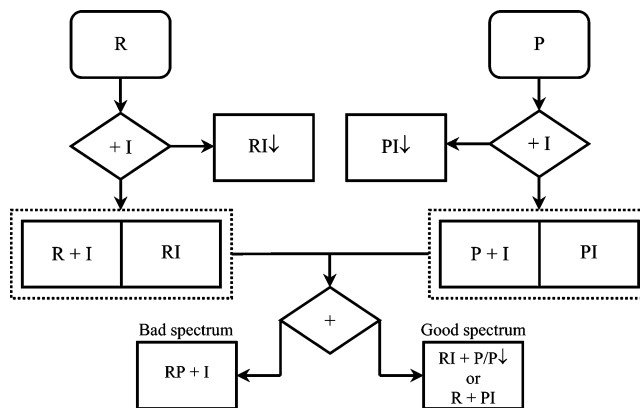 R
P
+ I
RI↓
PI↓
+ I
R + I
RI
P + I
PI
+
Bad spectrum
Good spectrum
RP + I
RI + P/P↓
or
R + PI